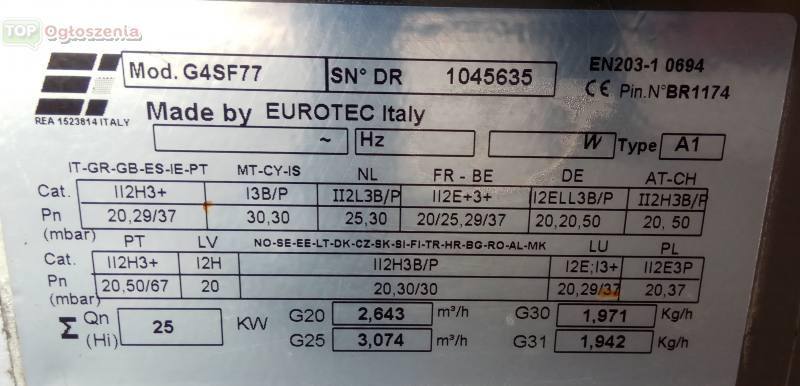 TOP Ogłoszenia
Mod. G4SF77 SN° DR 1045635
EN203-1 0694
CE Pin.N°BR1174
REA 1523814 ITALY
Made by EUROTEC Italy
~ Hz W Type A1
IT-GR-GB-ES-IE-PT MT-CY-IS NL FR - BE DE AT-CH
Cat. II2H3+ I3B/P II2L3B/P II2E+3+ I2ELL3B/P II2H3B/P
Pn (mbar) 20,29/37 30,30 25,30 20/25,29/37 20,20,50 20, 50
PT LV NO-SE-EE-LT-DK-CZ-SK-SI-FI-TR-HR-BG-RO-AL-MK LU PL
Cat. II2H3+ I2H II2H3B/P I2E;I3+ II2E3P
Pn (mbar) 20,50/67 20 20,30/30 20,29/37 20,37
Σ Qn (Hi) 25 KW
G20 2,643 m³/h G30 1,971 Kg/h
G25 3,074 m³/h G31 1,942 Kg/h